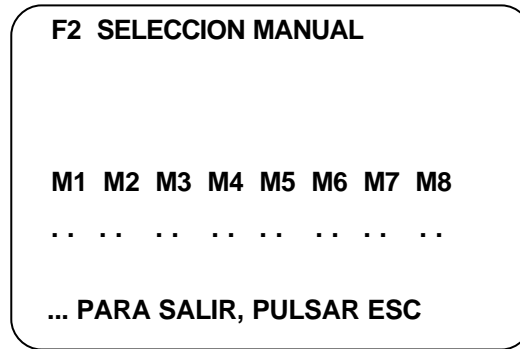 F2 SELECCION MANUAL
M1 M2 M3 M4 M5 M6 M7 M8
. . . . . . . . . . . . . . . .
... PARA SALIR, PULSAR ESC